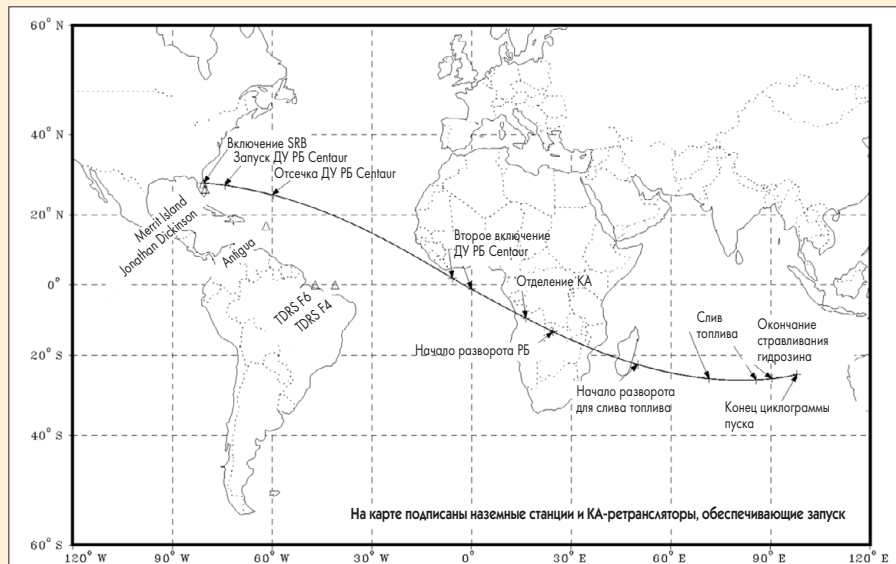 60° N
40° N
20° N
0°
20° S
40° S
60° S
120° W
90° W
60° W
30° W
0°
30° E
60° E
90° E
120° E
Включение SRB
Запуск ДУ РБ Centaur
Отсечка ДУ РБ Centaur
Merrit Island
Jonathan Dickinson
Antigua
TDRS F6
TDRS F4
Второе включение
ДУ РБ Centaur
Отделение КА
Начало разворота РБ
Начало разворота
для слива топлива
Слив
топлива
Окончание
стравливания
гидрозина
Конец циклограммы
пуска
На карте подписаны наземные станции и КА-ретрансляторы, обеспечивающие запуск